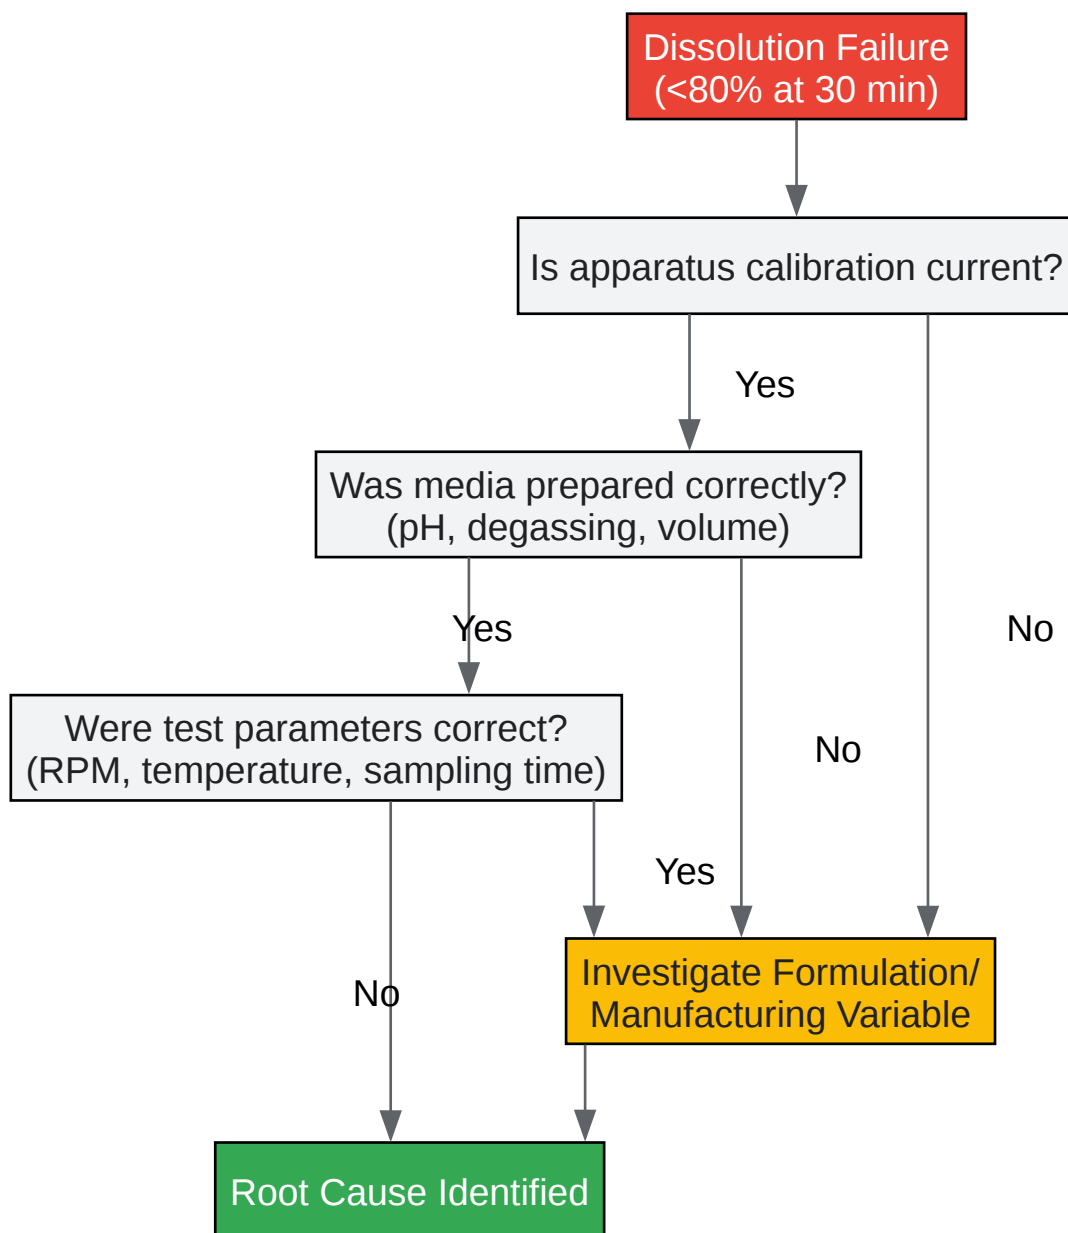 Dissolution Failure
(<80% at 30 min)
Is apparatus calibration current?
Yes
Was media prepared correctly?
(pH, degassing, volume)
Yes
No
Were test parameters correct?
(RPM, temperature, sampling time)
No
Yes
Investigate Formulation/
Manufacturing Variable
No
Root Cause Identified